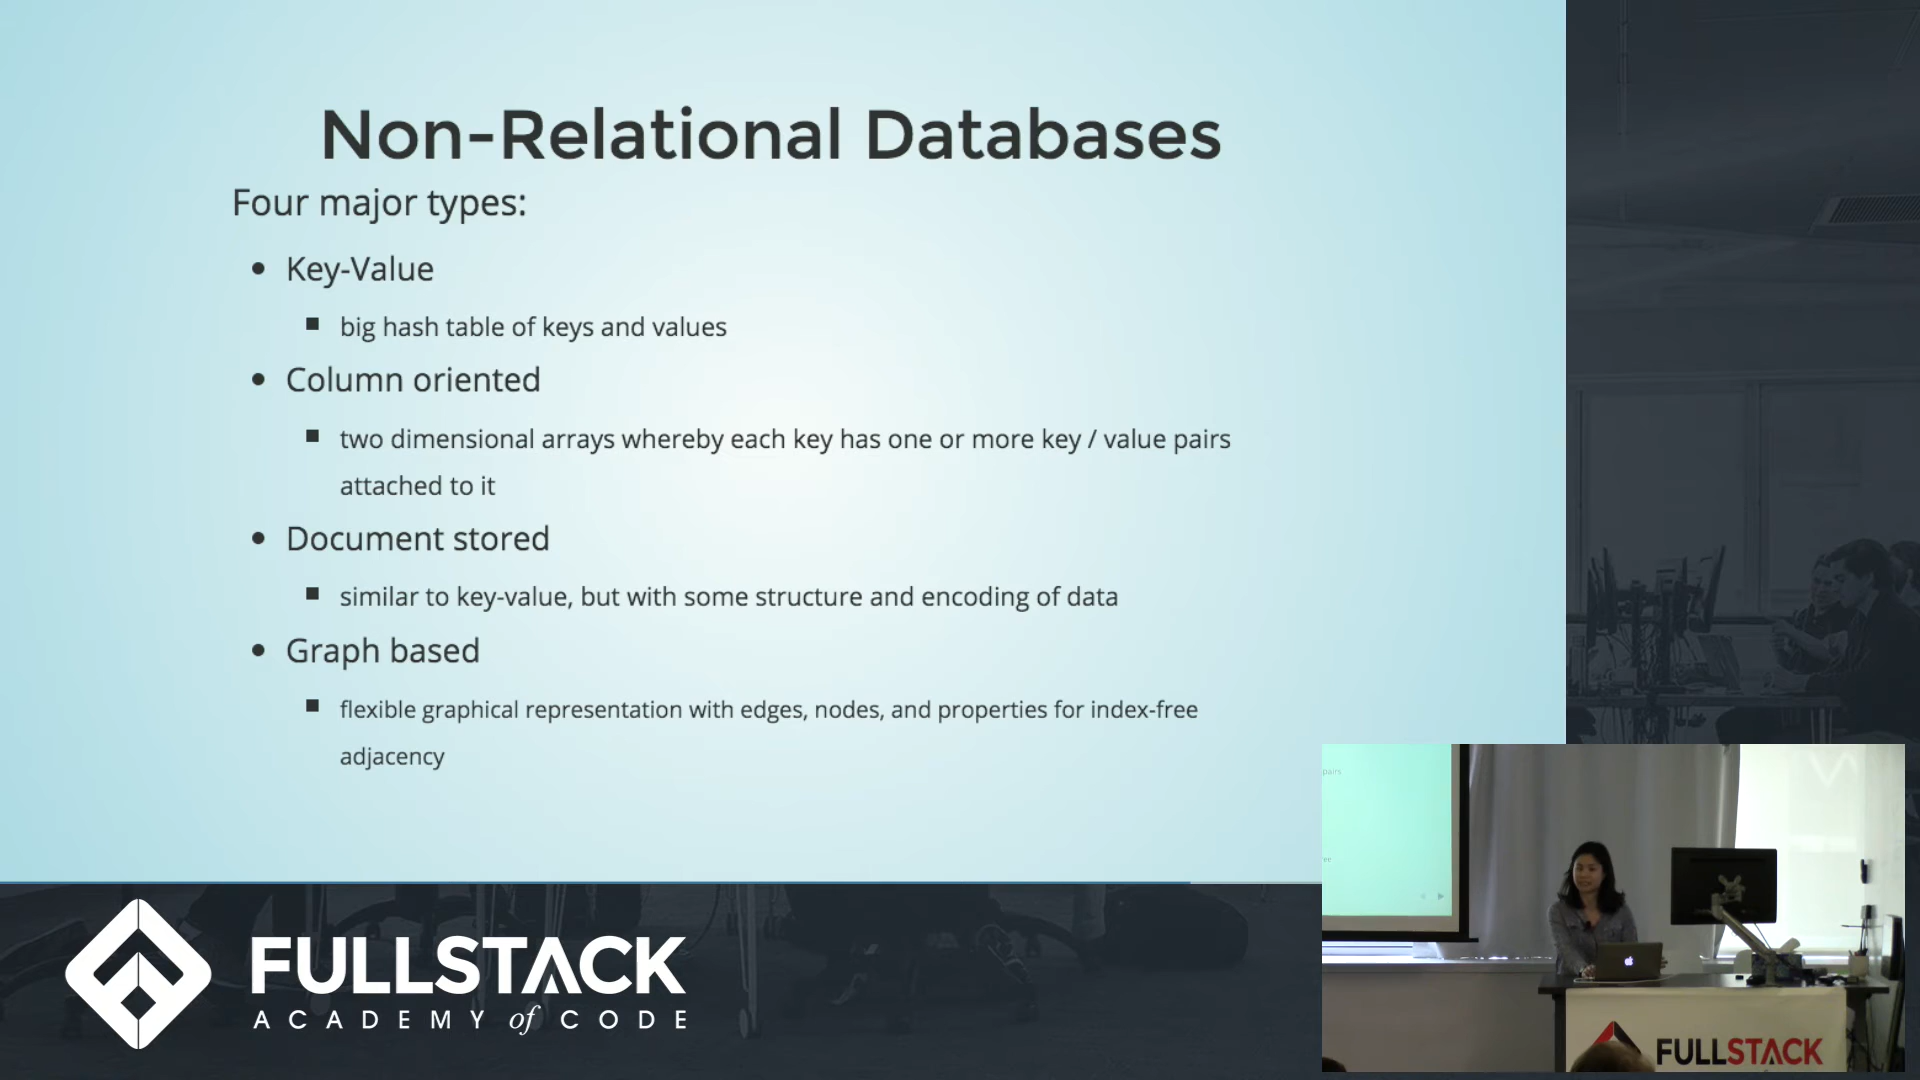 Non-Relational Databases
Four major types:
• Key-Value
▪ big hash table of keys and values
• Column oriented
▪ two dimensional arrays whereby each key has one or more key / value pairs
attached to it
• Document stored
▪ similar to key-value, but with some structure and encoding of data
• Graph based
▪ flexible graphical representation with edges, nodes, and properties for index-free
adjacency
pairs
FULLSTACK
ACADEMY of CODE
FULLSTACK